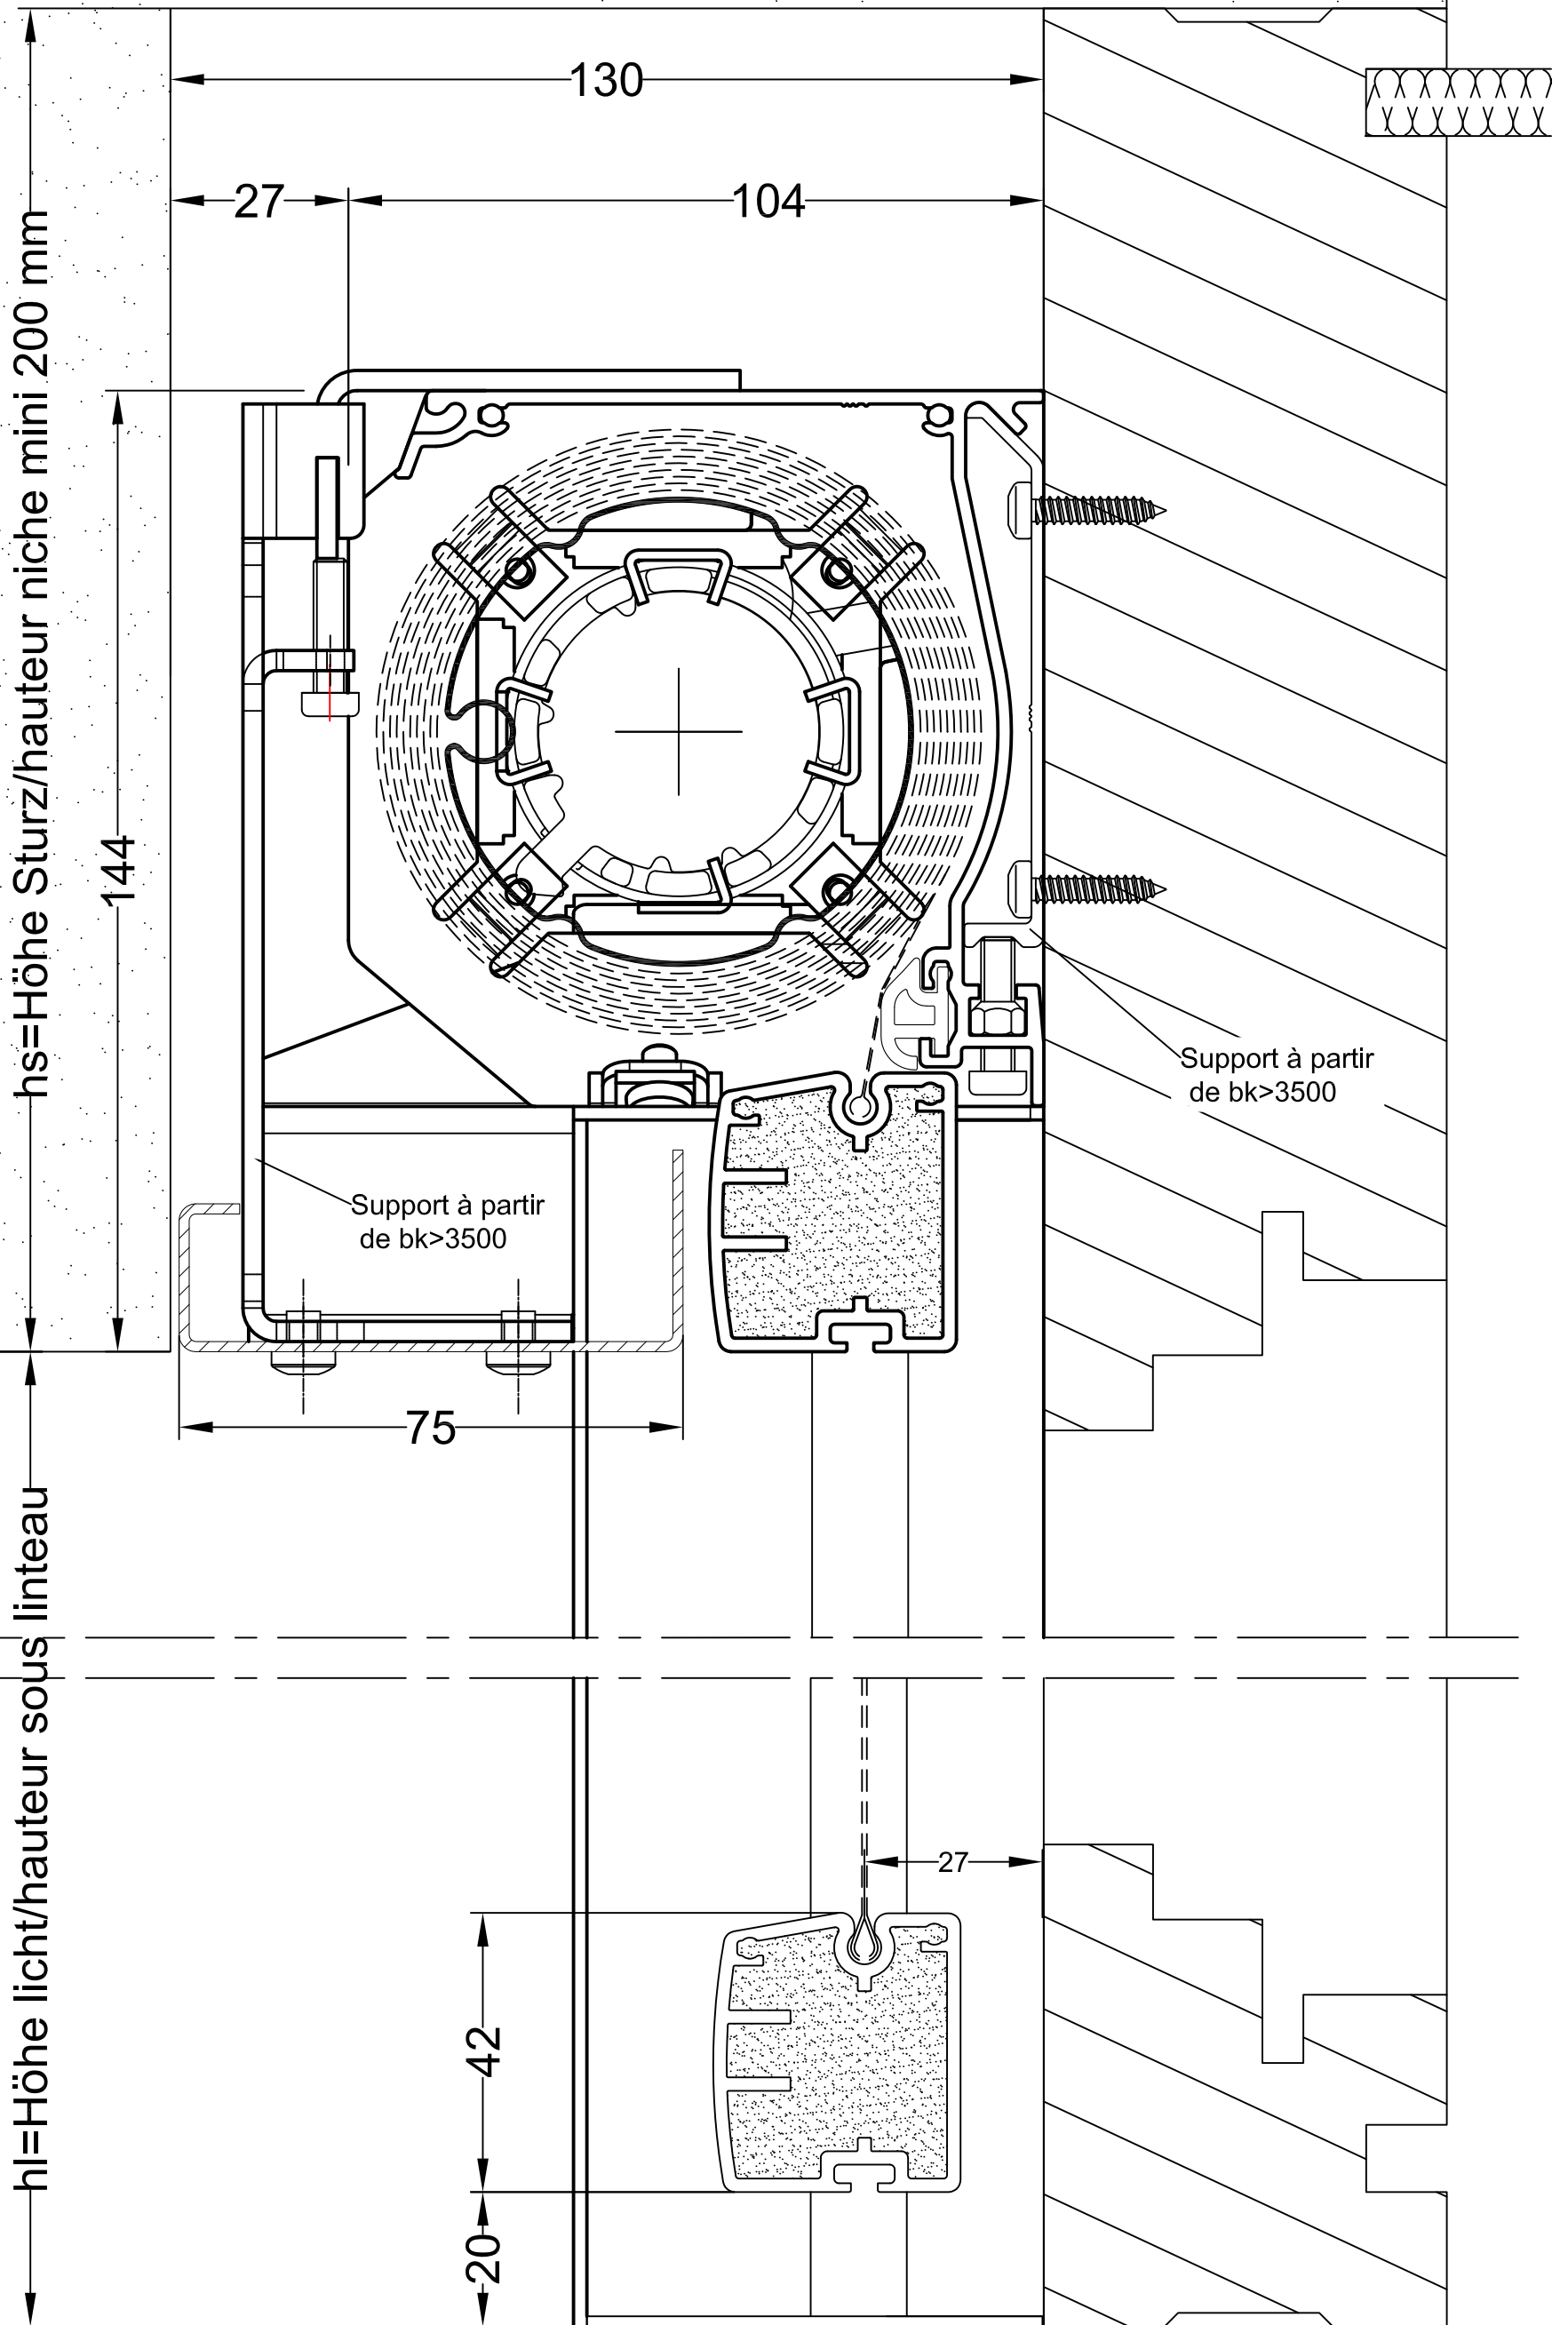 130
27
104
hs=Höhe Sturz/hauteur niche mini 200 mm
144
Support à partir
de bk>3500
Support à partir
de bk>3500
75
hl=Höhe licht/hauteur sous linteau
27
42
20